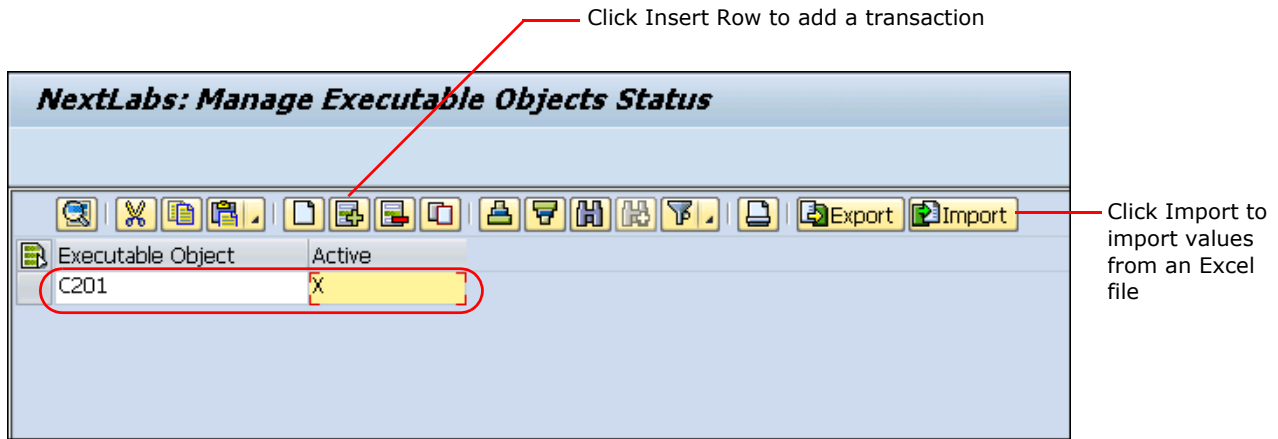 Click Insert Row to add a transaction
NextLabs: Manage Executable Objects Status
Export Import
Click Import to
import values
from an Excel
file
Executable Object Active
C201 X